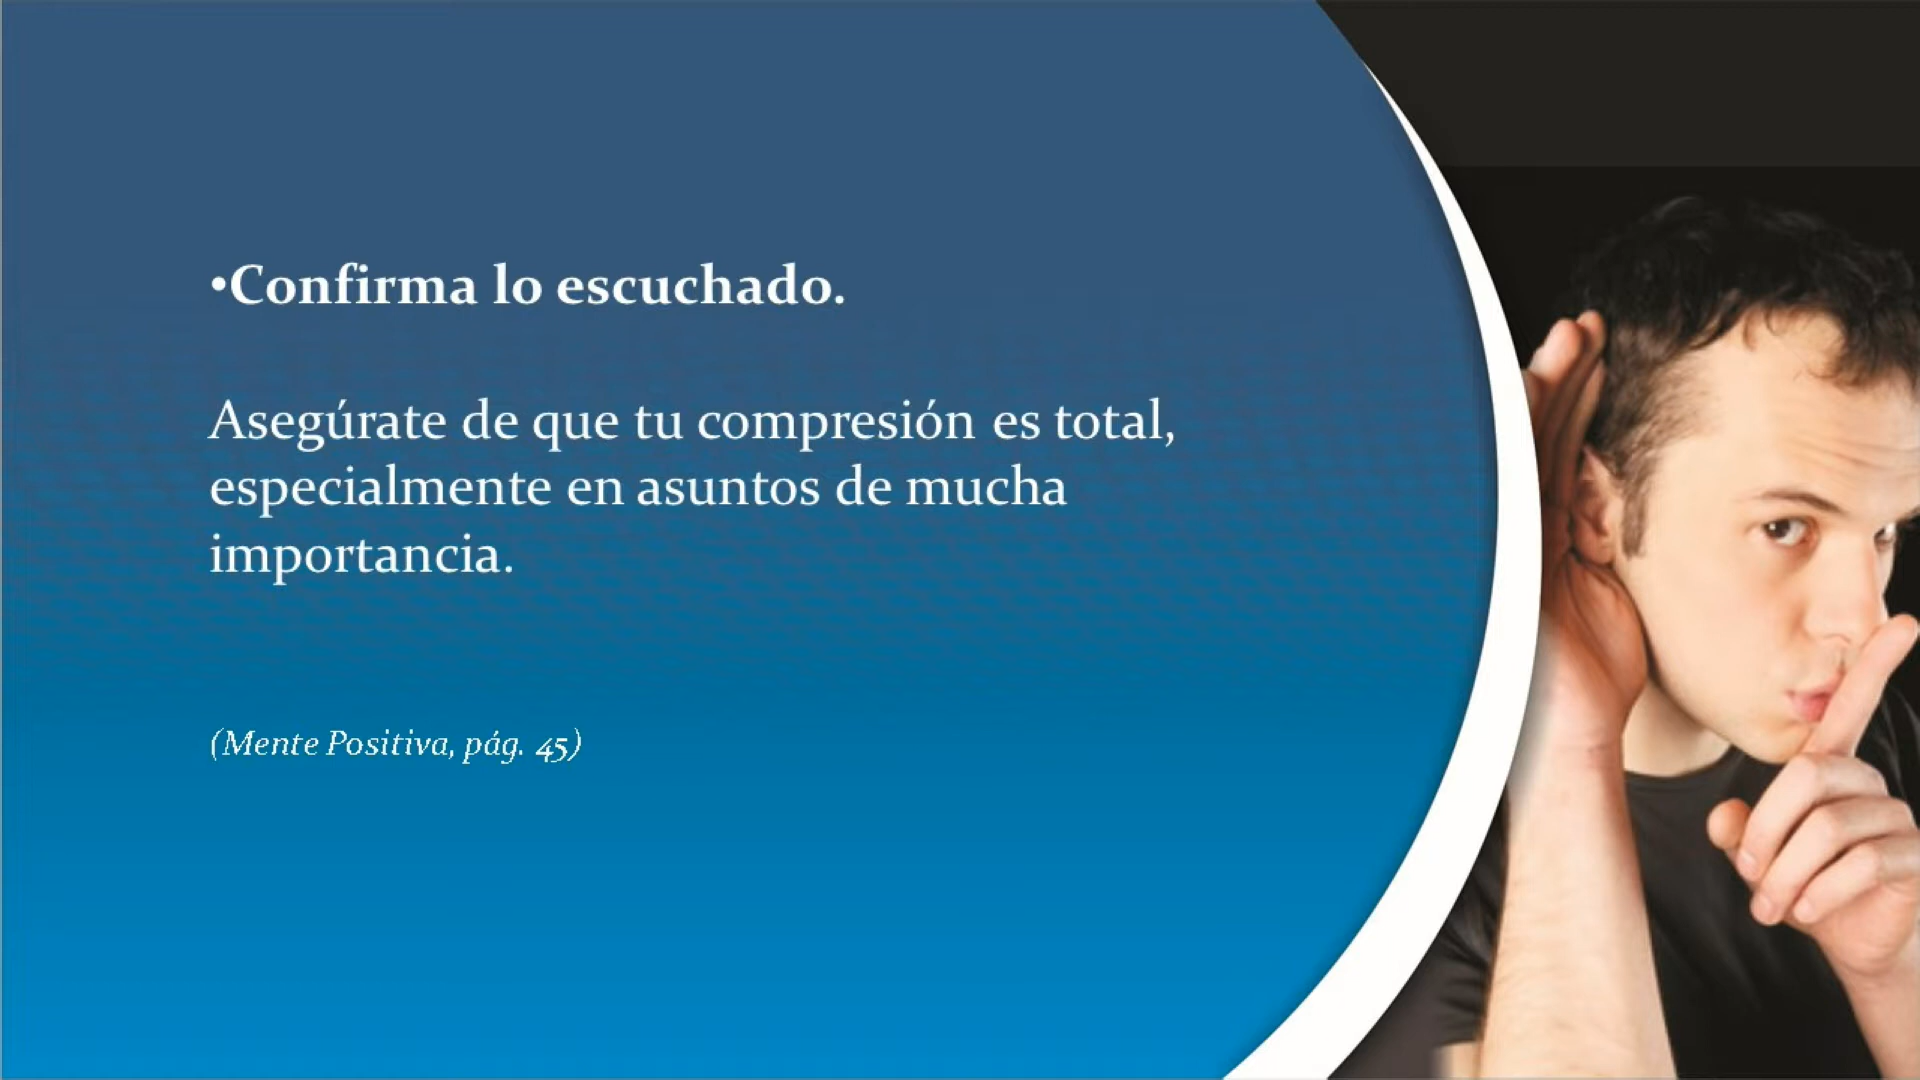 •Confirma lo escuchado.
Asegúrate de que tu compresión es total,
especialmente en asuntos de mucha
importancia.
(Mente Positiva, pág. 45)